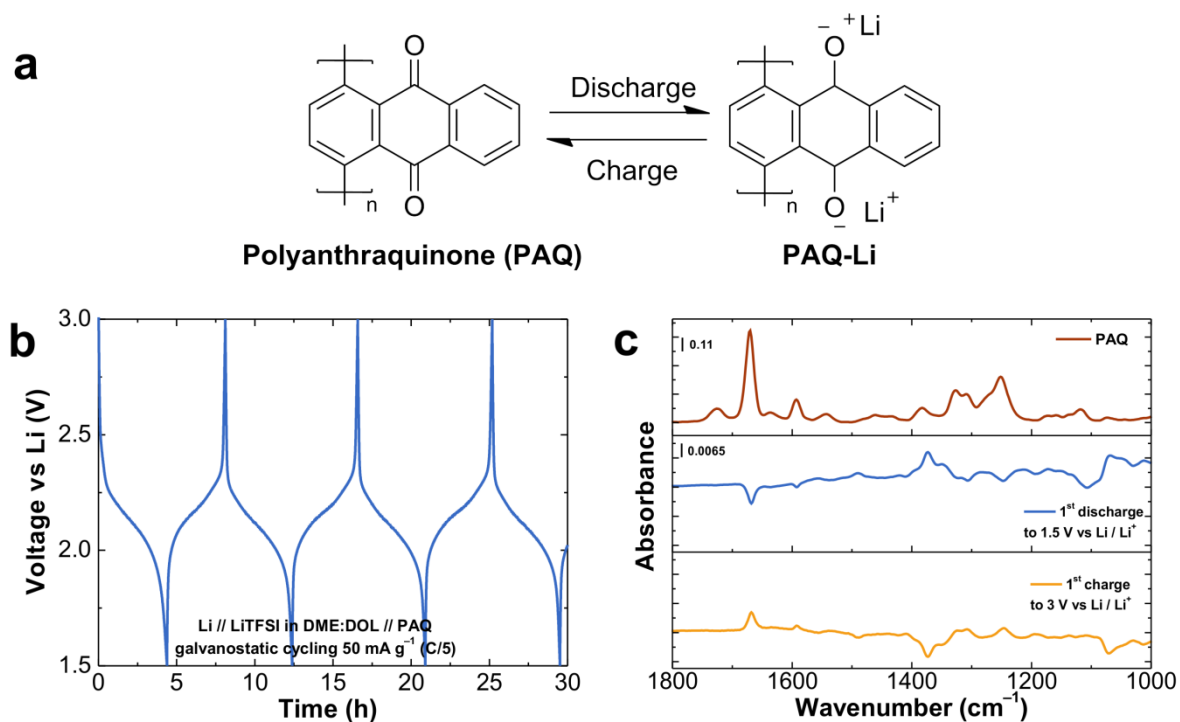 a
O
O
n
Polyanthraquinone (PAQ)
Discharge
Charge
− + Li
O
n
O Li+
−
PAQ-Li
b
Voltage vs Li (V)
3.0
2.5
2.0
1.5
Li // LiTFSI in DME:DOL // PAQ
galvanostatic cycling 50 mA g⁻¹ (C/5)
0 5 10 15 20 25 30
Time (h)
c
Absorbance
0.11
PAQ
0.0065
1st discharge
to 1.5 V vs Li / Li+
1st charge
to 3 V vs Li / Li+
1800 1600 1400 1200 1000
Wavenumber (cm⁻¹)